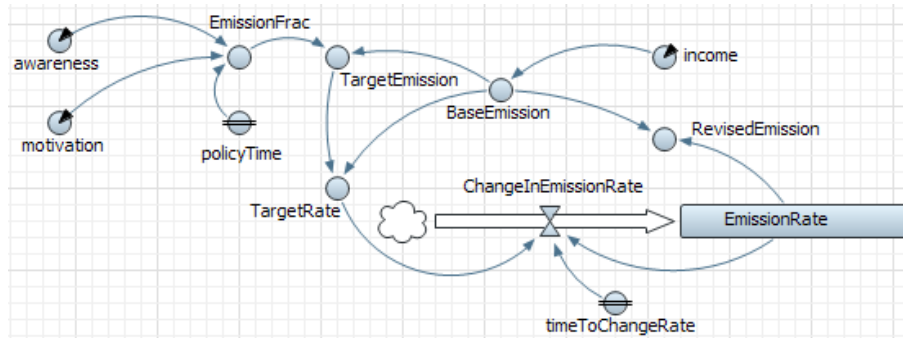 EmissionFrac
awareness
income
TargetEmission
BaseEmission
RevisedEmission
motivation
policyTime
ChangeInEmissionRate
TargetRate
EmissionRate
timeToChangeRate